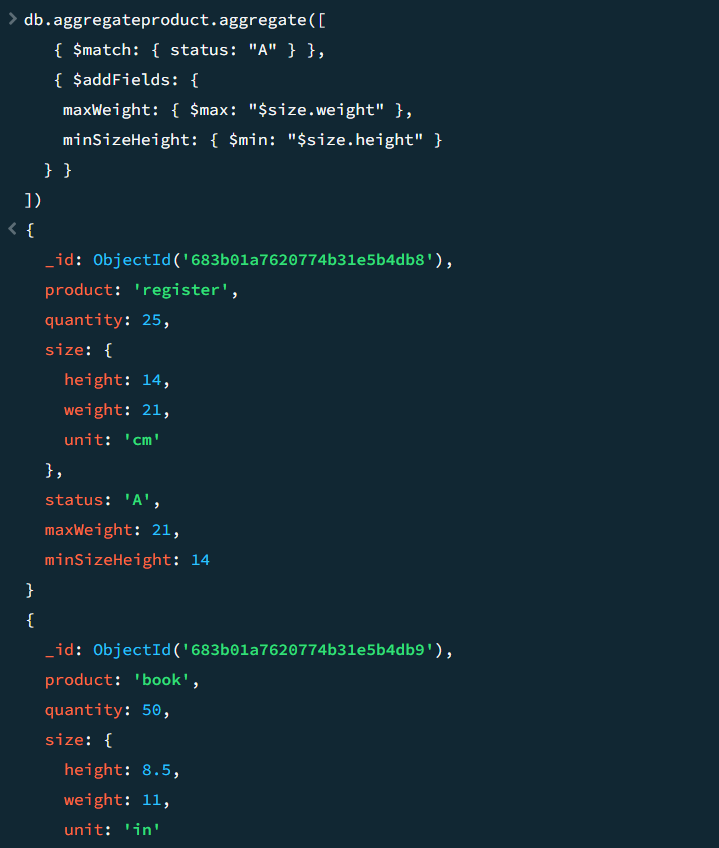 > db.aggregateproduct.aggregate([
{ $match: { status: "A" } },
{ $addFields: {
maxWeight: { $max: "$size.weight" },
minSizeHeight: { $min: "$size.height" }
} }
])
< {
_id: ObjectId('683b01a7620774b31e5b4db8'),
product: 'register',
quantity: 25,
size: {
height: 14,
weight: 21,
unit: 'cm'
},
status: 'A',
maxWeight: 21,
minSizeHeight: 14
}
{
_id: ObjectId('683b01a7620774b31e5b4db9'),
product: 'book',
quantity: 50,
size: {
height: 8.5,
weight: 11,
unit: 'in'